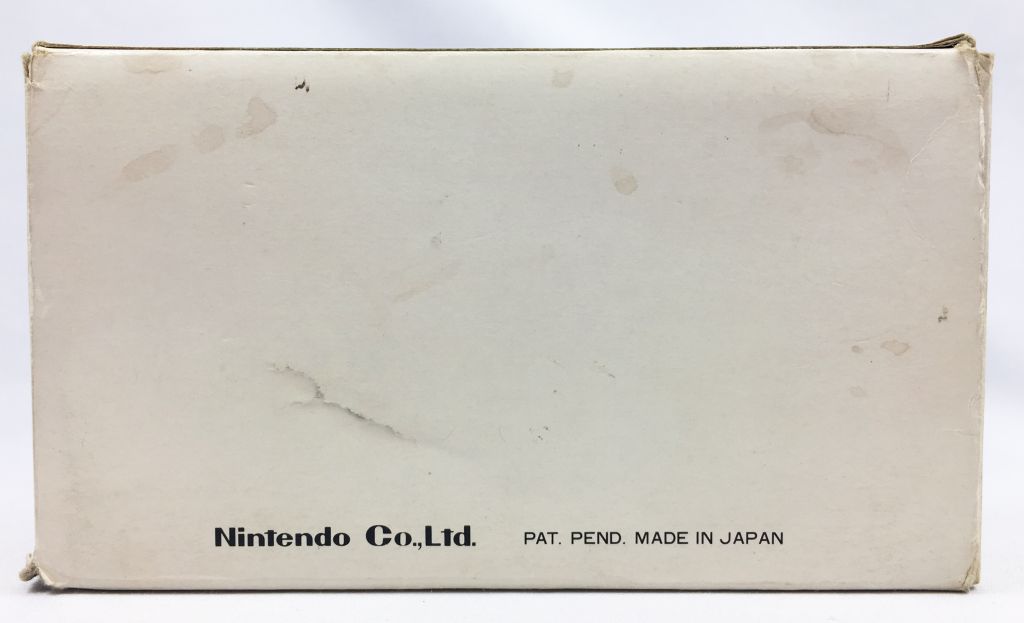 Nintendo Co.,Ltd. PAT. PEND. MADE IN JAPAN